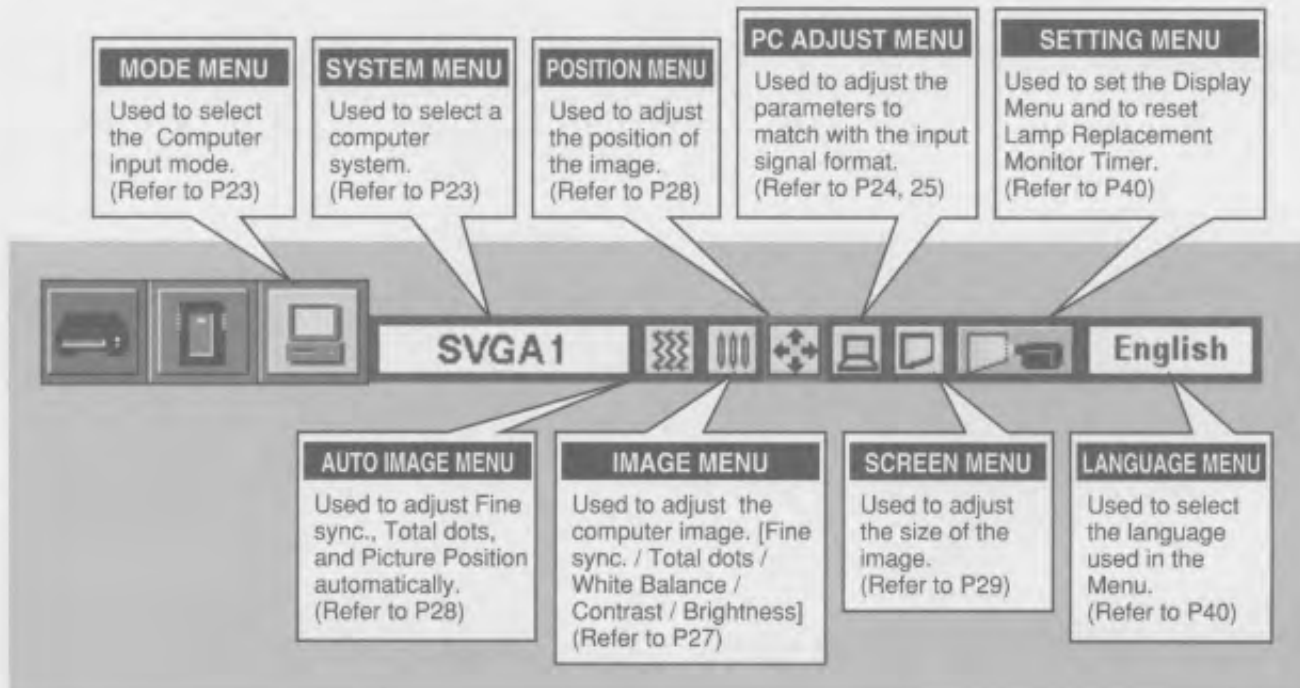 MODE MENU
Used to select
the Computer
input mode.
(Refer to P23)
SYSTEM MENU
Used to select a
computer
system.
(Refer to P23)
POSITION MENU
Used to adjust
the position of
the image.
(Refer to P28)
PC ADJUST MENU
Used to adjust the
parameters to
match with the input
signal format.
(Refer to P24, 25)
SETTING MENU
Used to set the Display
Menu and to reset
Lamp Replacement
Monitor Timer.
(Refer to P40)
SVGA1
English
AUTO IMAGE MENU
Used to adjust Fine
sync., Total dots,
and Picture Position
automatically.
(Refer to P28)
IMAGE MENU
Used to adjust the
computer image. [Fine
sync. / Total dots /
White Balance /
Contrast / Brightness]
(Refer to P27)
SCREEN MENU
Used to adjust
the size of the
image.
(Refer to P29)
LANGUAGE MENU
Used to select
the language
used in the
Menu.
(Refer to P40)